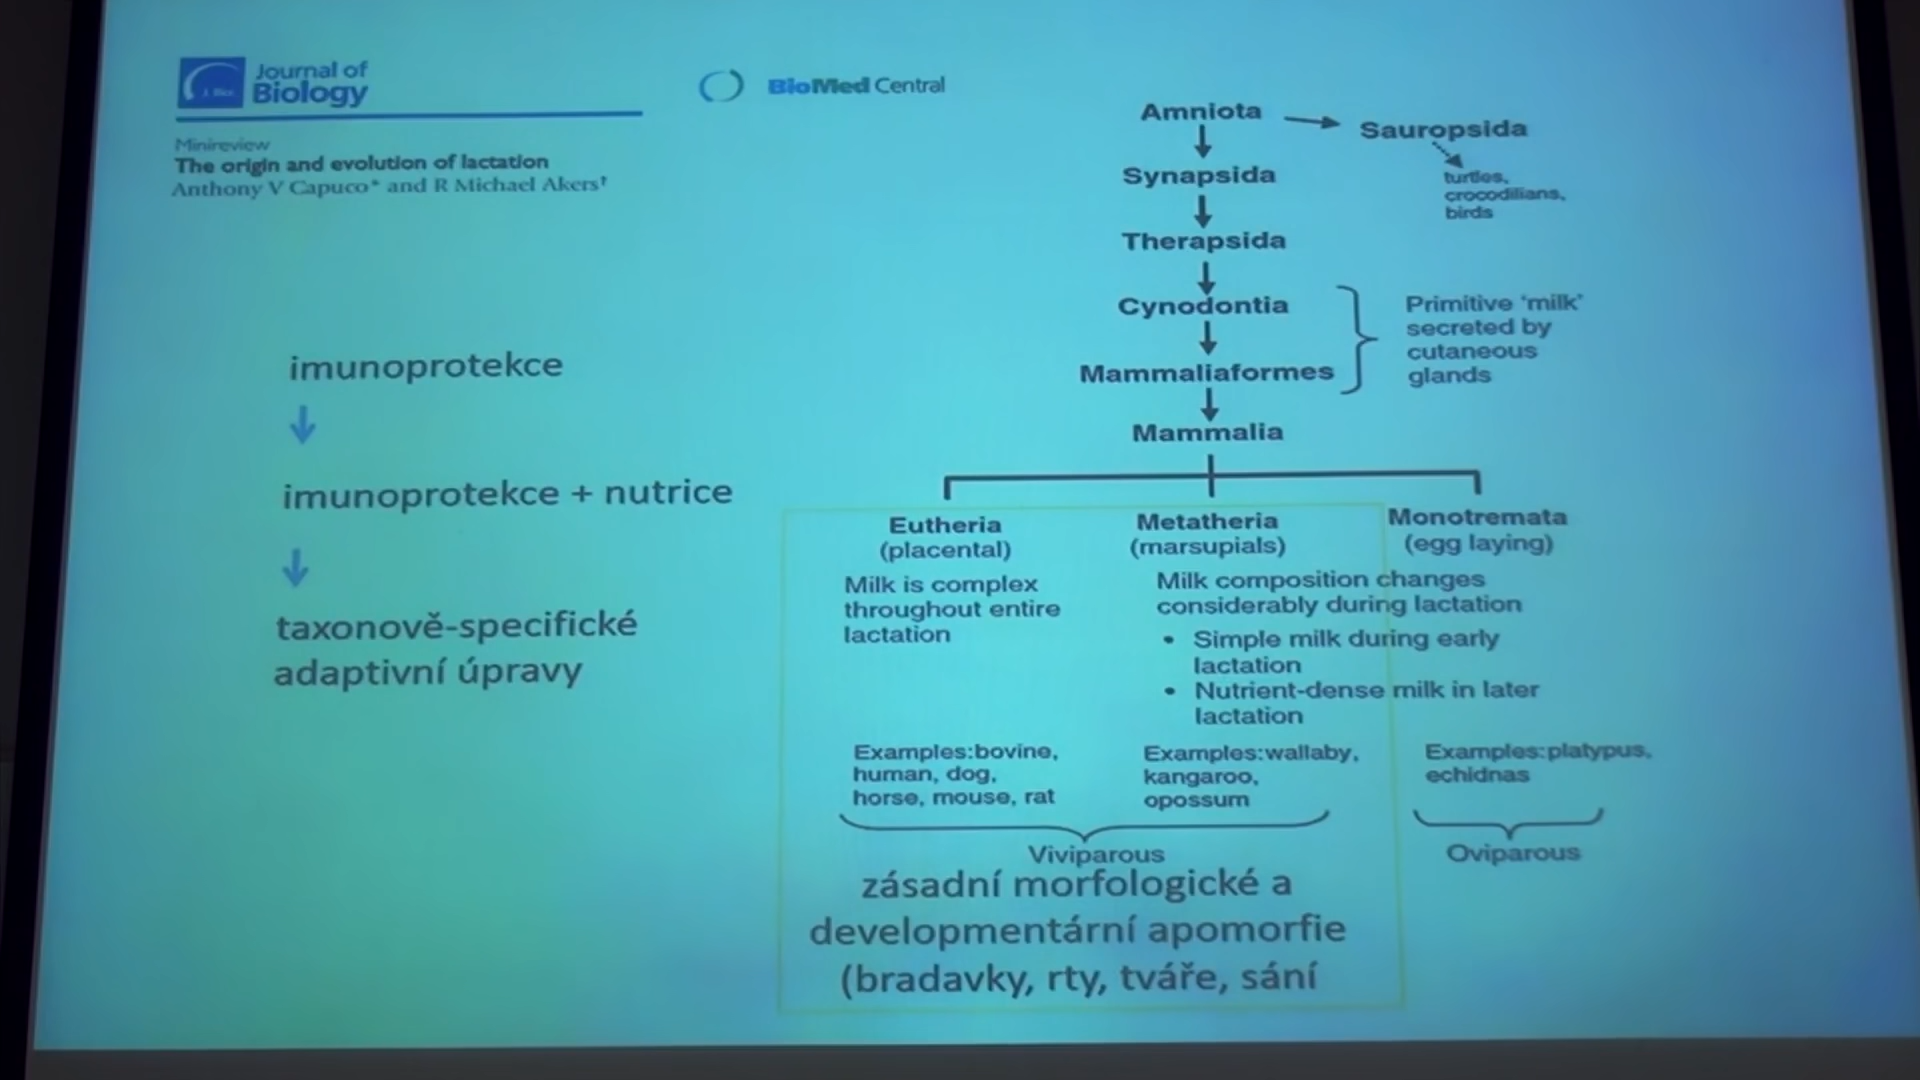 Journal of
Biology
BioMed Central
Minireview
The origin and evolution of lactation
Anthony V Capuco* and R Michael Akers†
imunoprotekce
imunoprotekce + nutrice
taxonově-specifické
adaptivní úpravy
Amniota
Sauropsida
turtles,
crocodilians,
birds
Synapsida
Therapsida
Cynodontia
Mammaliaformes
Primitive ‘milk’
secreted by
cutaneous
glands
Mammalia
Eutheria
(placental)
Milk is complex
throughout entire
lactation
Examples:bovine,
human, dog,
horse, mouse, rat
Metatheria
(marsupials)
Monotremata
(egg laying)
Milk composition changes
considerably during lactation
• Simple milk during early
lactation
• Nutrient-dense milk in later
lactation
Examples:wallaby,
kangaroo,
opossum
Examples:platypus,
echidnas
Viviparous
Oviparous
zásadní morfologické a
developmentární apomorfie
(bradavky, rty, tváře, sání